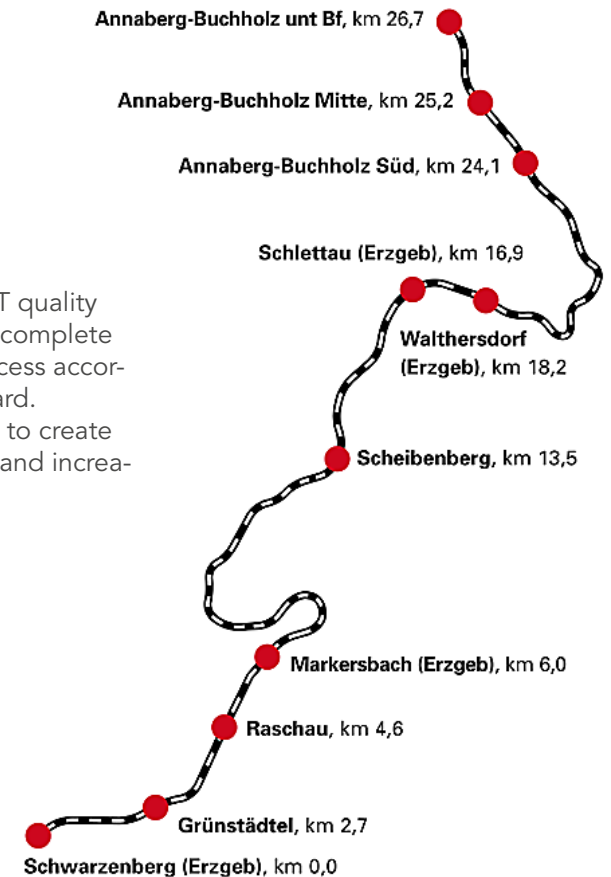 Annaberg-Buchholz unt Bf, km 26,7
Annaberg-Buchholz Mitte, km 25,2
Annaberg-Buchholz Süd, km 24,1
Schlettau (Erzgeb), km 16,9
Walthersdorf
(Erzgeb), km 18,2
Scheibenberg, km 13,5
Markersbach (Erzgeb), km 6,0
Raschau, km 4,6
Grünstädtel, km 2,7
Schwarzenberg (Erzgeb), km 0,0
T quality
complete
cess accor-
ard.
to create
and increa-